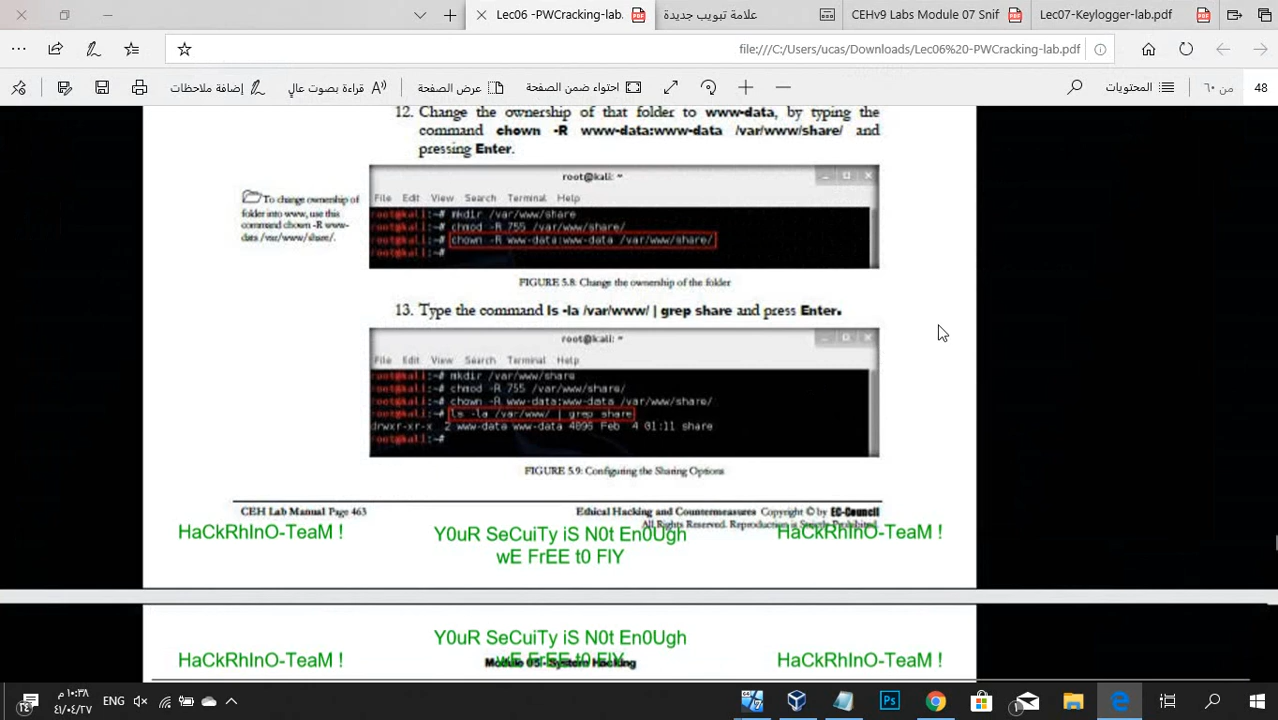 Lec06 -PWCracking-lab.
علامة تبويب جديدة
CEHv9 Labs Module 07 Snif
Lec07-Keylogger-lab.pdf
file:///C:/Users/ucas/Downloads/Lec06%20-PWCracking-lab.pdf
إضافة ملاحظات
قراءة بصوت عالٍ
عرض الصفحة
احتواء ضمن الصفحة
المحتويات
من ٦٠
48
12. Change the ownership of that folder to www-data, by typing the
command chown -R www-data:www-data /var/www/share/ and
pressing Enter.
To change ownership of
folder into www, use this
command chown -R www-
data /var/www/share/.
root@kali: ~
File Edit View Search Terminal Help
root@kali:~# mkdir /var/www/share
root@kali:~# chmod -R 755 /var/www/share/
root@kali:~# chown -R www-data:www-data /var/www/share/
root@kali:~#
FIGURE 5.8: Change the ownership of the folder
13. Type the command ls -la /var/www/ | grep share and press Enter.
root@kali: ~
File Edit View Search Terminal Help
root@kali:~# mkdir /var/www/share
root@kali:~# chmod -R 755 /var/www/share/
root@kali:~# chown -R www-data:www-data /var/www/share/
root@kali:~# ls -la /var/www/ | grep share
drwxr-xr-x 2 www-data www-data 4096 Feb 4 01:11 share
root@kali:~#
FIGURE 5.9: Configuring the Sharing Options
CEH Lab Manual Page 463
Ethical Hacking and Countermeasures Copyright © by EC-Council
All Rights Reserved. Reproduction is Strictly Prohibited.
HaCkRhInO-TeaM !
Y0uR SeCuiTy iS N0t En0Ugh
wE FrEE t0 FlY
HaCkRhInO-TeaM !
Y0uR SeCuiTy iS N0t En0Ugh
wE FrEE t0 FlY
HaCkRhInO-TeaM !
Module 05 - System Hacking
HaCkRhInO-TeaM !
ENG
Ps